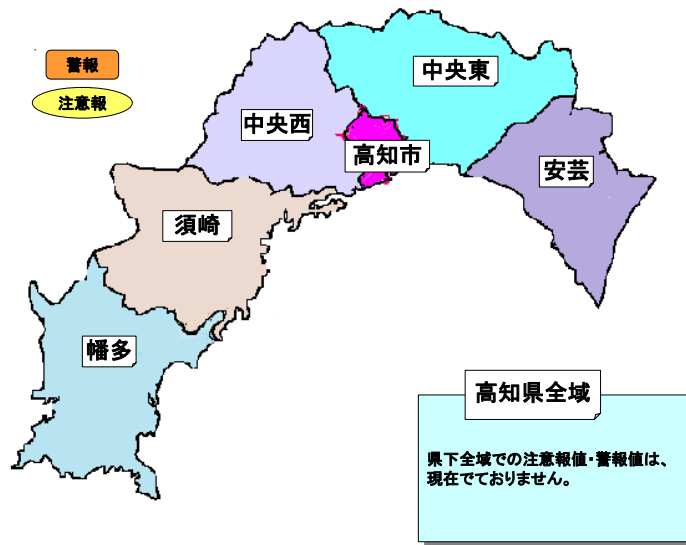 警報
注意報
中央東
中央西
高知市
安芸
須崎
幡多
高知県全域
県下全域での注意報値・警報値は、
現在でておりません。